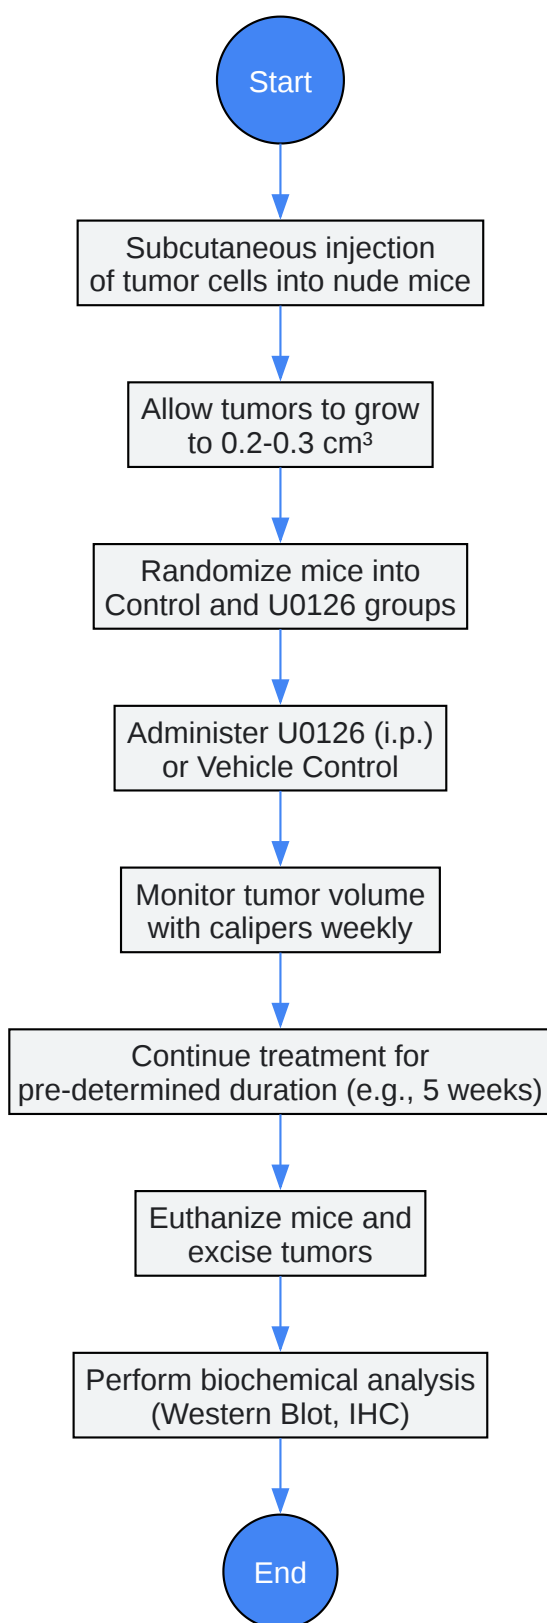 Start
Subcutaneous injection
of tumor cells into nude mice
Allow tumors to grow
to 0.2-0.3 cm³
Randomize mice into
Control and U0126 groups
Administer U0126 (i.p.)
or Vehicle Control
Monitor tumor volume
with calipers weekly
Continue treatment for
pre-determined duration (e.g., 5 weeks)
Euthanize mice and
excise tumors
Perform biochemical analysis
(Western Blot, IHC)
End